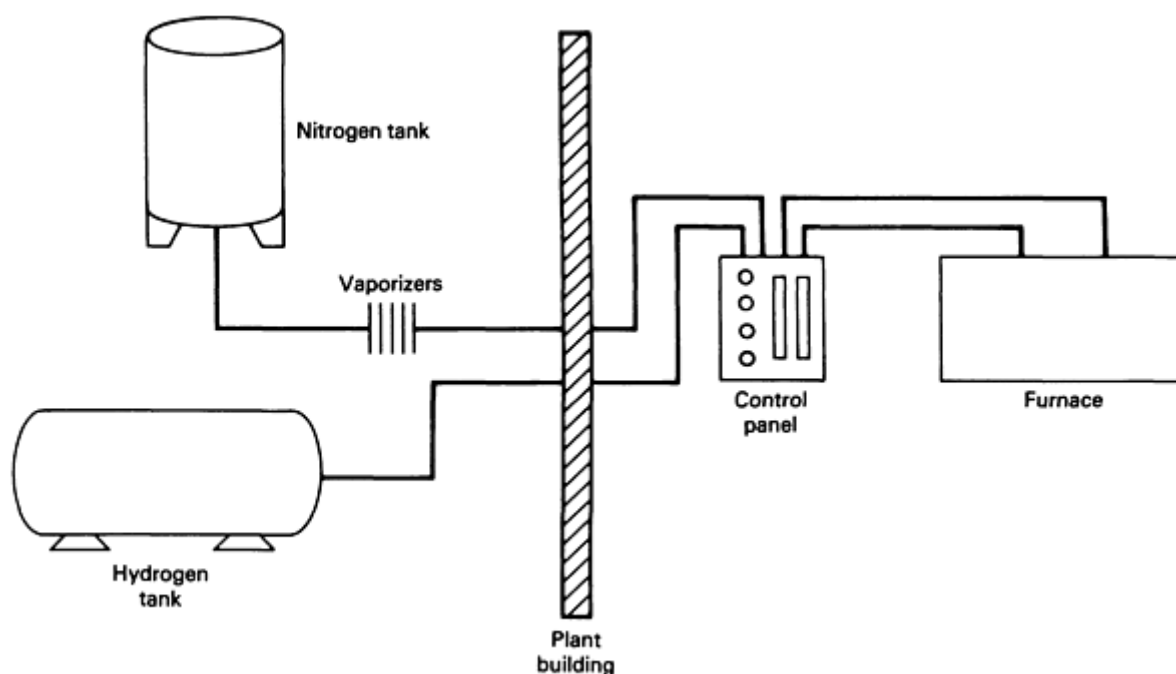 Nitrogen tank
Vaporizers
Control
panel
Furnace
Hydrogen
tank
Plant
building